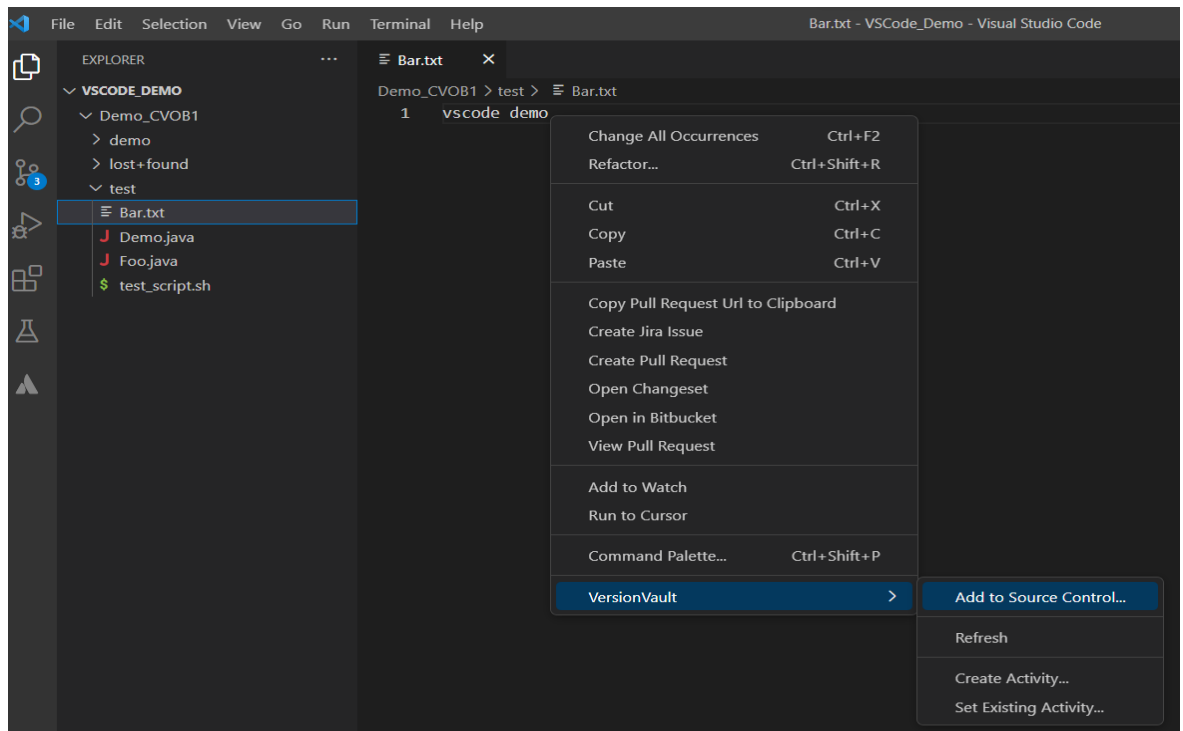 File Edit Selection View Go Run Terminal Help Bar.txt - VSCode_Demo - Visual Studio Code
EXPLORER
VSCODE_DEMO
Demo_CVOB1
demo
lost+found
test
Bar.txt
J Demo.java
J Foo.java
$ test_script.sh
3
Bar.txt
Demo_CVOB1 > test > Bar.txt
1 vscode demo
Change All Occurrences Ctrl+F2
Refactor... Ctrl+Shift+R
Cut Ctrl+X
Copy Ctrl+C
Paste Ctrl+V
Copy Pull Request Url to Clipboard
Create Jira Issue
Create Pull Request
Open Changeset
Open in Bitbucket
View Pull Request
Add to Watch
Run to Cursor
Command Palette... Ctrl+Shift+P
VersionVault
Add to Source Control...
Refresh
Create Activity...
Set Existing Activity...